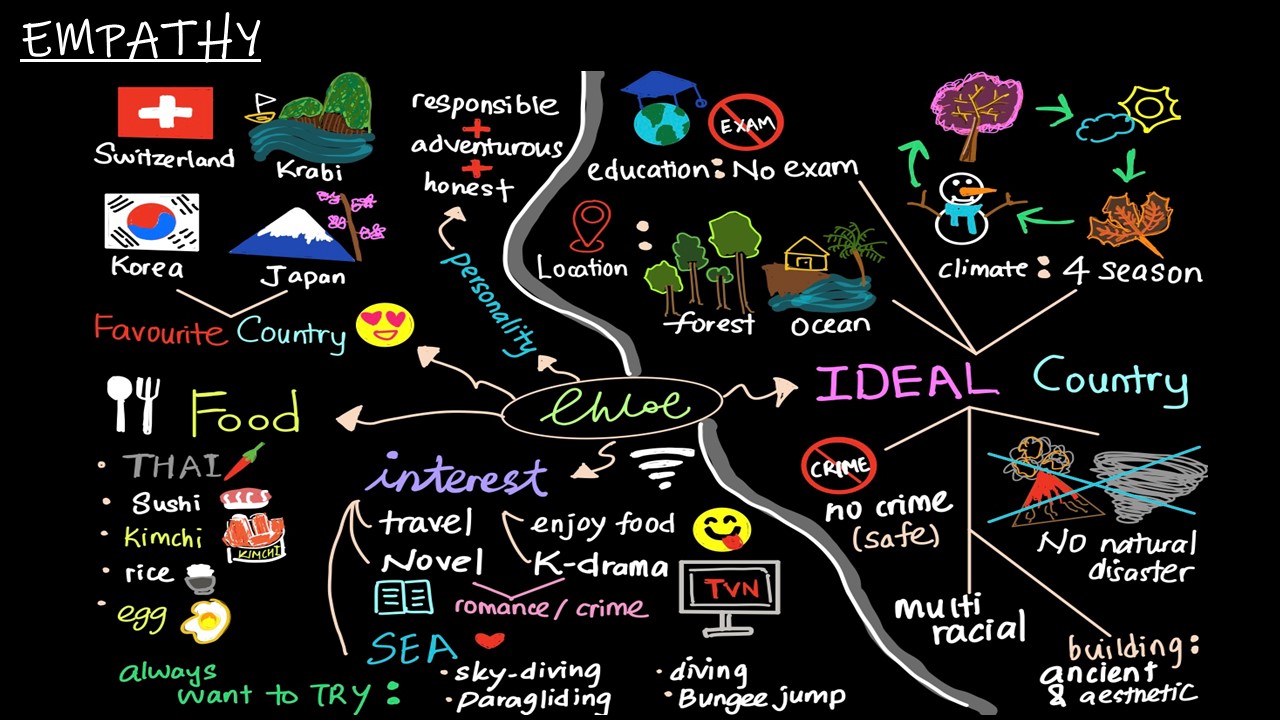 EMPATHY
Switzerland
Krabi
Korea
Japan
Favourite Country
responsible
+
adventurous
+
honest
personality
EXAM
education: No exam
Location :
forest
ocean
climate: 4 season
Chloe
IDEAL Country
Food
• THAI
• Sushi
• Kimchi
KIMCHI
• rice
• egg
interest
travel
Novel
enjoy food
K-drama
romance/ crime
TVN
SEA
always
want to TRY :
• sky-diving
• Paragliding
• diving
• Bungee jump
CRIME
no crime
(safe)
NO natural
disaster
multi
racial
building:
ancient
& aesthetic